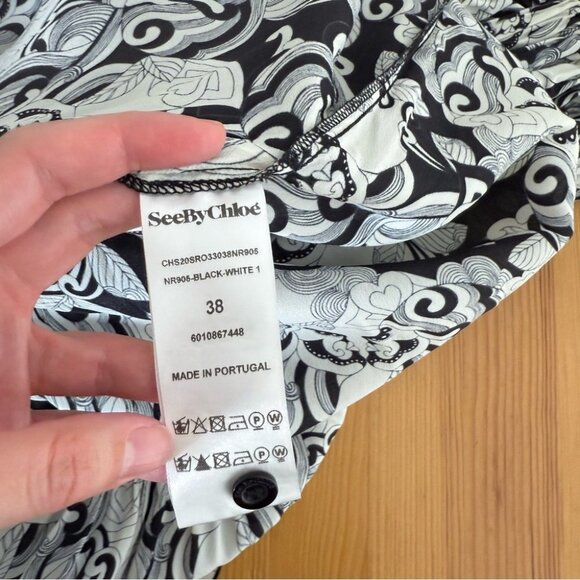 SeeByChloé
CHS20SRO33038NR905
NR905-BLACK-WHITE 1
38
6010867448
MADE IN PORTUGAL
P W
P W